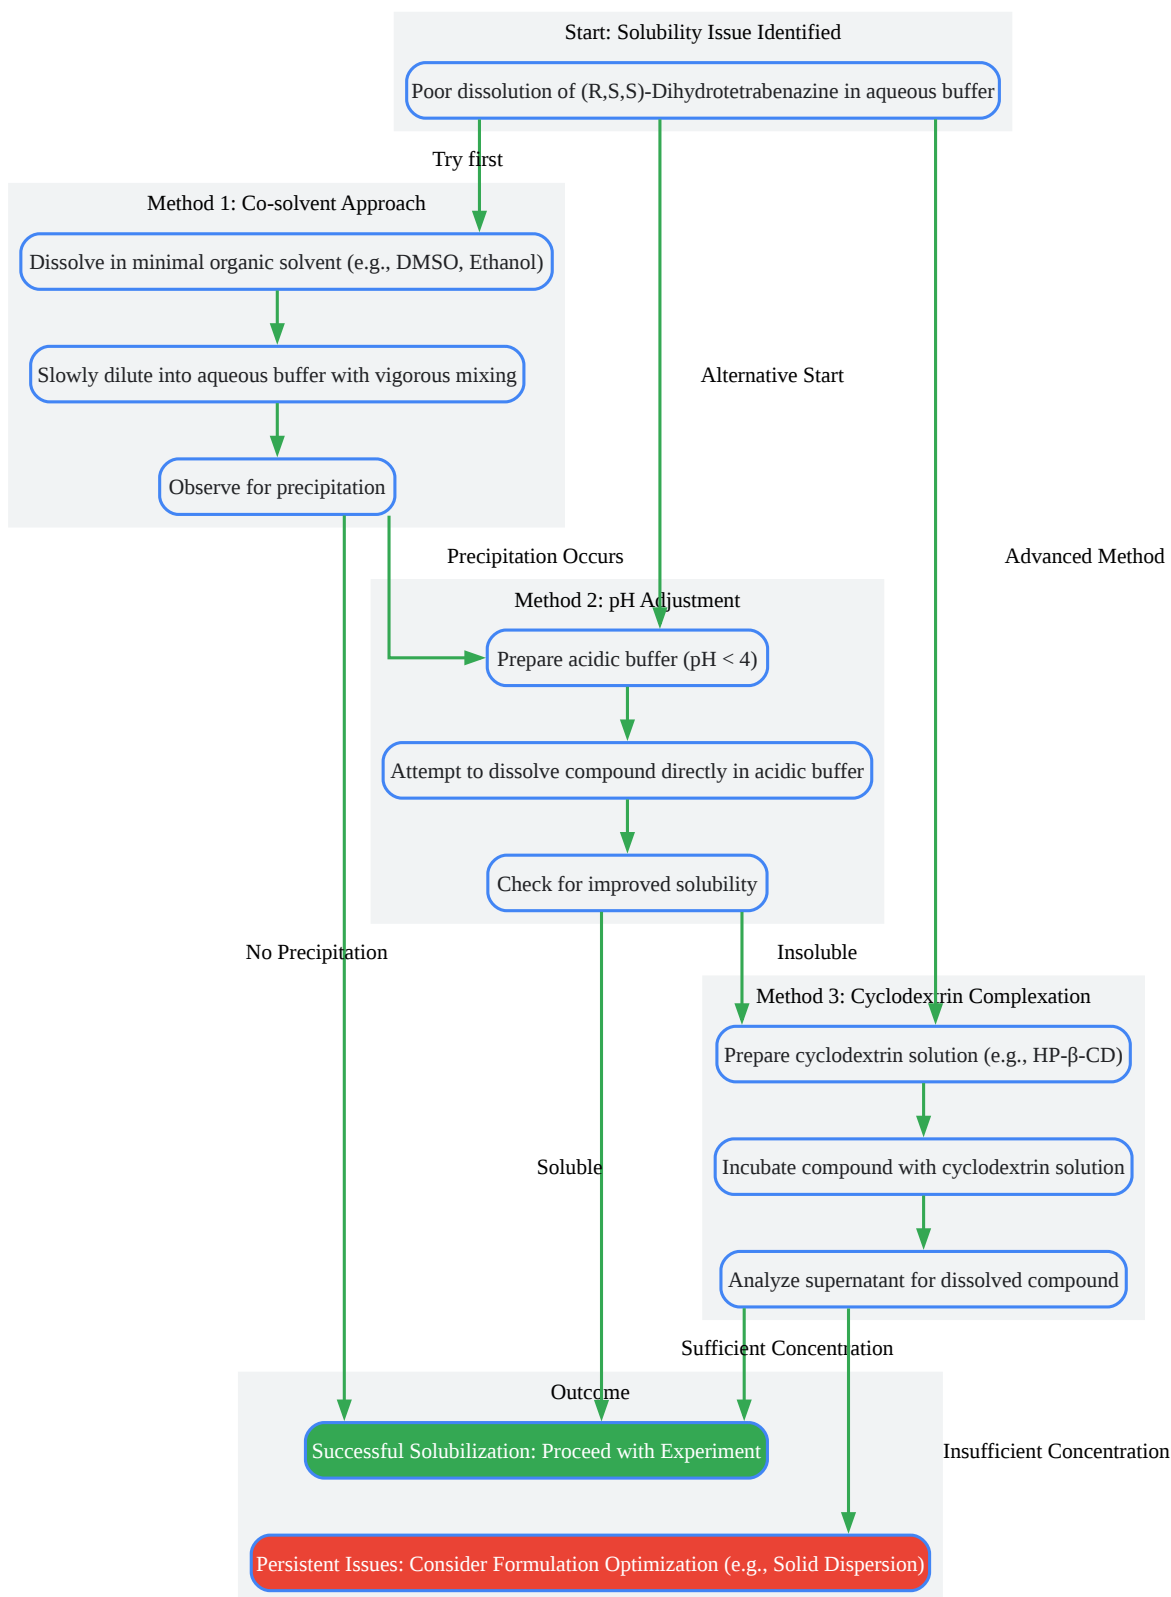 Start: Solubility Issue Identified
Poor dissolution of (R,S,S)-Dihydrotetrabenazine in aqueous buffer
Try first
Method 1: Co-solvent Approach
Dissolve in minimal organic solvent (e.g., DMSO, Ethanol)
Slowly dilute into aqueous buffer with vigorous mixing
Alternative Start
Observe for precipitation
Precipitation Occurs
Advanced Method
Method 2: pH Adjustment
Prepare acidic buffer (pH < 4)
Attempt to dissolve compound directly in acidic buffer
Check for improved solubility
No Precipitation
Insoluble
Method 3: Cyclodextrin Complexation
Prepare cyclodextrin solution (e.g., HP-β-CD)
Soluble
Incubate compound with cyclodextrin solution
Analyze supernatant for dissolved compound
Sufficient Concentration
Outcome
Successful Solubilization: Proceed with Experiment
Insufficient Concentration
Persistent Issues: Consider Formulation Optimization (e.g., Solid Dispersion)